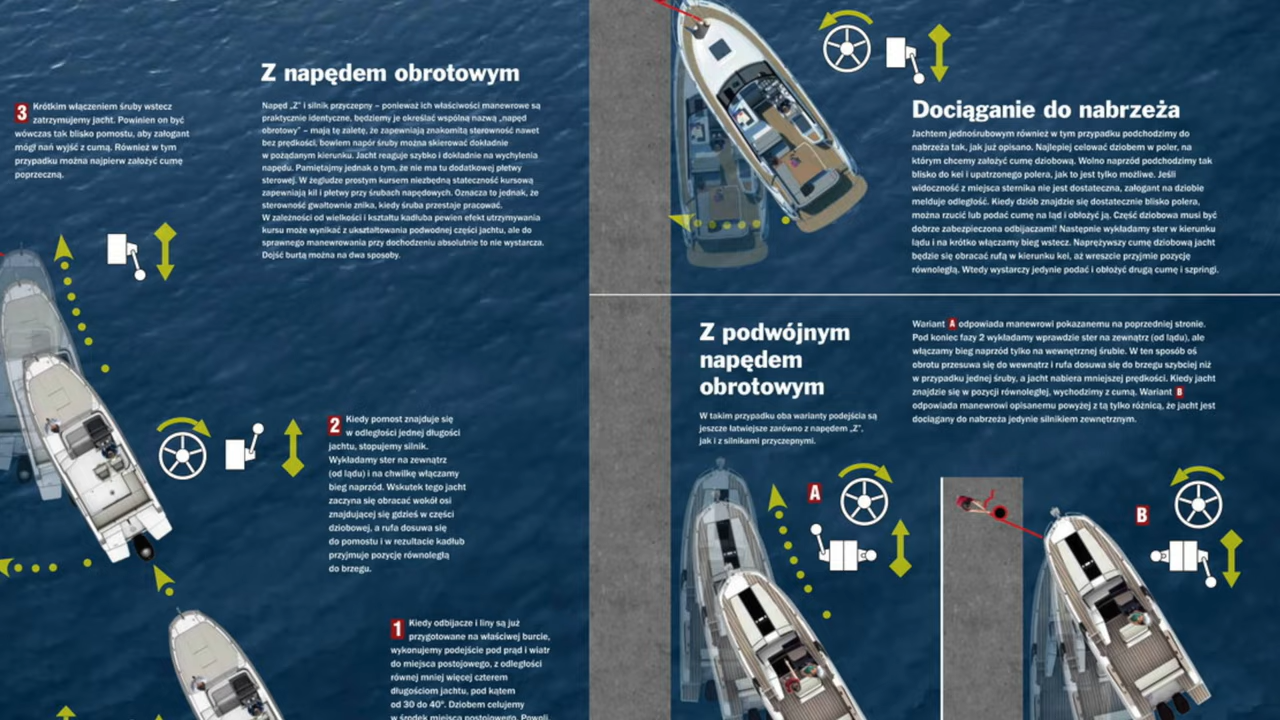 Z napędem obrotowym
Napęd „Z” i silnik przyczepny – ponieważ ich właściwości manewrowe są
praktycznie identyczne, będziemy je określać wspólną nazwą „napęd
obrotowy” – mają tę zaletę, że zapewniają znakomitą sterowność nawet
bez prędkości, bowiem napór śruby można skierować dokładnie
w pożądanym kierunku. Jacht reaguje szybko i dokładnie na wychylenia
napędu. Pamiętajmy jednak o tym, że nie ma tu dodatkowej płetwy
sterowej. W żegludze prostym kursem niezbędną stateczność kursową
zapewniają kil i płetwy przy śrubach napędowych. Oznacza to jednak, że
sterowność gwałtownie znika, kiedy śruba przestaje pracować.
W zależności od wielkości i kształtu kadłuba pewien efekt utrzymywania
kursu może wynikać z ukształtowania podwodnej części jachtu, ale do
sprawnego manewrowania przy dochodzeniu absolutnie to nie wystarcza.
Dojść burtą można na dwa sposoby.
3 Krótkim włączeniem śruby wstecz
zatrzymujemy jacht. Powinien on być
wówczas tak blisko pomostu, aby załogant
mógł nań wyjść z cumą. Również w tym
przypadku można najpierw założyć cumę
poprzeczną.
2 Kiedy pomost znajduje się
w odległości jednej długości
jachtu, stopujemy silnik.
Wykładamy ster na zewnątrz
(od lądu) i na chwilkę włączamy
bieg naprzód. Wskutek tego jacht
zaczyna się obracać wokół osi
znajdującej się gdzieś w części
dziobowej, a rufa dosuwa się
do pomostu i w rezultacie kadłub
przyjmuje pozycję równoległą
do brzegu.
1 Kiedy odbijacze i liny są już
przygotowane na właściwej burcie,
wykonujemy podejście pod prąd i wiatr
do miejsca postojowego, z odległości
równej mniej więcej czterem
długościom jachtu, pod kątem
od 30 do 40°. Dziobem celujemy
w środek miejsca postojowego. Powoli
Dociąganie do nabrzeża
Jachtem jednośrubowym również w tym przypadku podchodzimy do
nabrzeża tak, jak już opisano. Najlepiej celować dziobem w poler, na
którym chcemy założyć cumę dziobową. Wolno naprzód podchodzimy tak
blisko do kei i upatrzonego polera, jak to jest tylko możliwe. Jeśli
widoczność z miejsca sternika nie jest dostateczna, załogant na dziobie
melduje odległość. Kiedy dziób znajdzie się dostatecznie blisko polera,
można rzucić lub podać cumę na ląd i obłożyć ją. Część dziobowa musi być
dobrze zabezpieczona odbijaczami! Następnie wykładamy ster w kierunku
lądu i na krótko włączamy bieg wstecz. Naprężywszy cumę dziobową jacht
będzie się obracać rufą w kierunku kei, aż wreszcie przyjmie pozycję
równoległą. Wtedy wystarczy jedynie podać i obłożyć drugą cumę i szpringi.
Z podwójnym
napędem
obrotowym
W takim przypadku oba warianty podejścia są
jeszcze łatwiejsze zarówno z napędem „Z”,
jak i z silnikami przyczepnymi.
Wariant A odpowiada manewrowi pokazanemu na poprzedniej stronie.
Pod koniec fazy 2 wykładamy wprawdzie ster na zewnątrz (od lądu), ale
włączamy bieg naprzód tylko na wewnętrznej śrubie. W ten sposób oś
obrotu przesuwa się do wewnątrz i rufa dosuwa się do brzegu szybciej niż
w przypadku jednej śruby, a jacht nabiera mniejszej prędkości. Kiedy jacht
znajdzie się w pozycji równoległej, wychodzimy z cumą. Wariant B
odpowiada manewrowi opisanemu powyżej z tą tylko różnicą, że jacht jest
dociągany do nabrzeża jedynie silnikiem zewnętrznym.
A
B